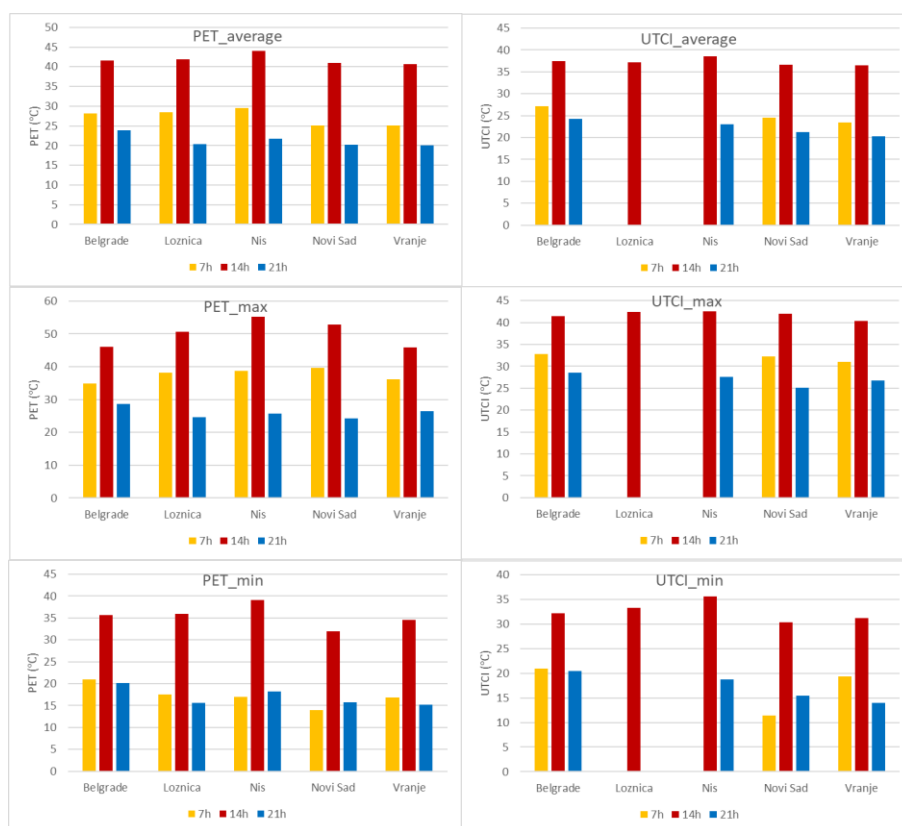 PET_average
50
45
40
35
30
25
20
15
10
5
0
PET (°C)
Belgrade Loznica Nis Novi Sad Vranje
7h 14h 21h
UTCI_average
45
40
35
30
25
20
15
10
5
0
UTCI (°C)
Belgrade Loznica Nis Novi Sad Vranje
7h 14h 21h
PET_max
60
50
40
30
20
10
0
PET (°C)
Belgrade Loznica Nis Novi Sad Vranje
7h 14h 21h
UTCI_max
45
40
35
30
25
20
15
10
5
0
UTCI (°C)
Belgrade Loznica Nis Novi Sad Vranje
7h 14h 21h
PET_min
45
40
35
30
25
20
15
10
5
0
PET (°C)
Belgrade Loznica Nis Novi Sad Vranje
7h 14h 21h
UTCI_min
40
35
30
25
20
15
10
5
0
UTCI (°C)
Belgrade Loznica Nis Novi Sad Vranje
7h 14h 21h